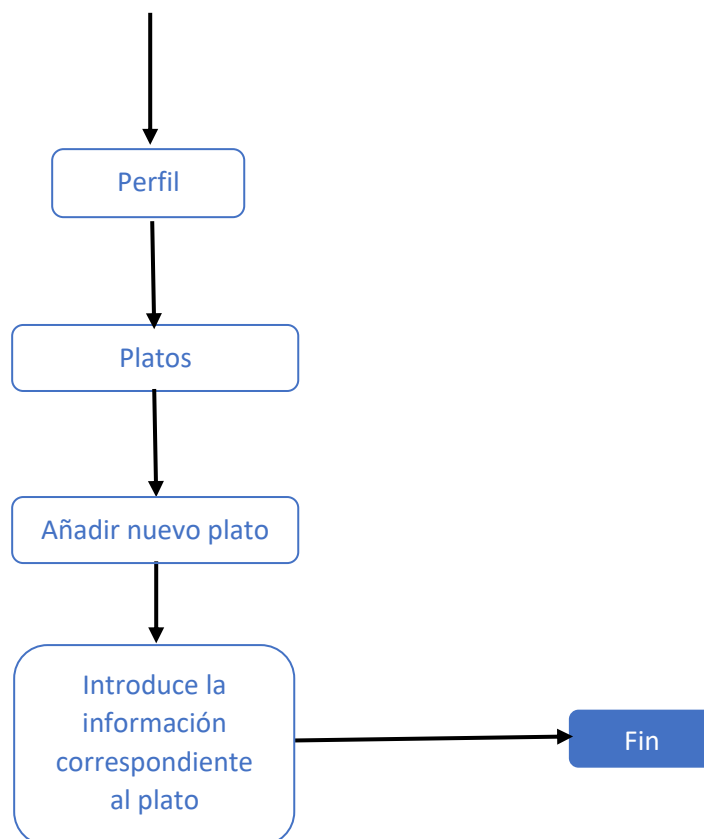 Perfil
Platos
Añadir nuevo plato
Introduce la
información
correspondiente
al plato
Fin